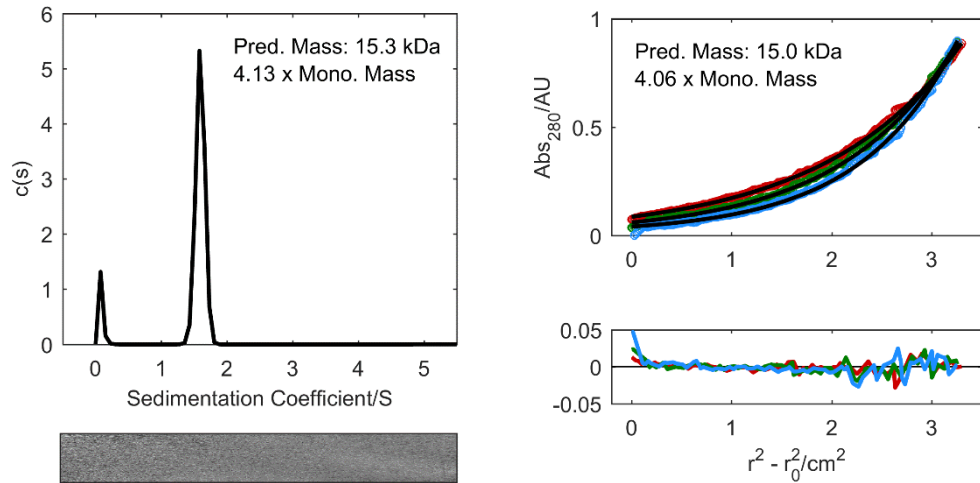 6
5
4
3
2
1
0
c(s)
Pred. Mass: 15.3 kDa
4.13 x Mono. Mass
0 1 2 3 4 5
Sedimentation Coefficient/S
1
0.5
0
Abs280/AU
Pred. Mass: 15.0 kDa
4.06 x Mono. Mass
0 1 2 3
0.05
0
-0.05
0 1 2 3
r² - r₀²/cm²